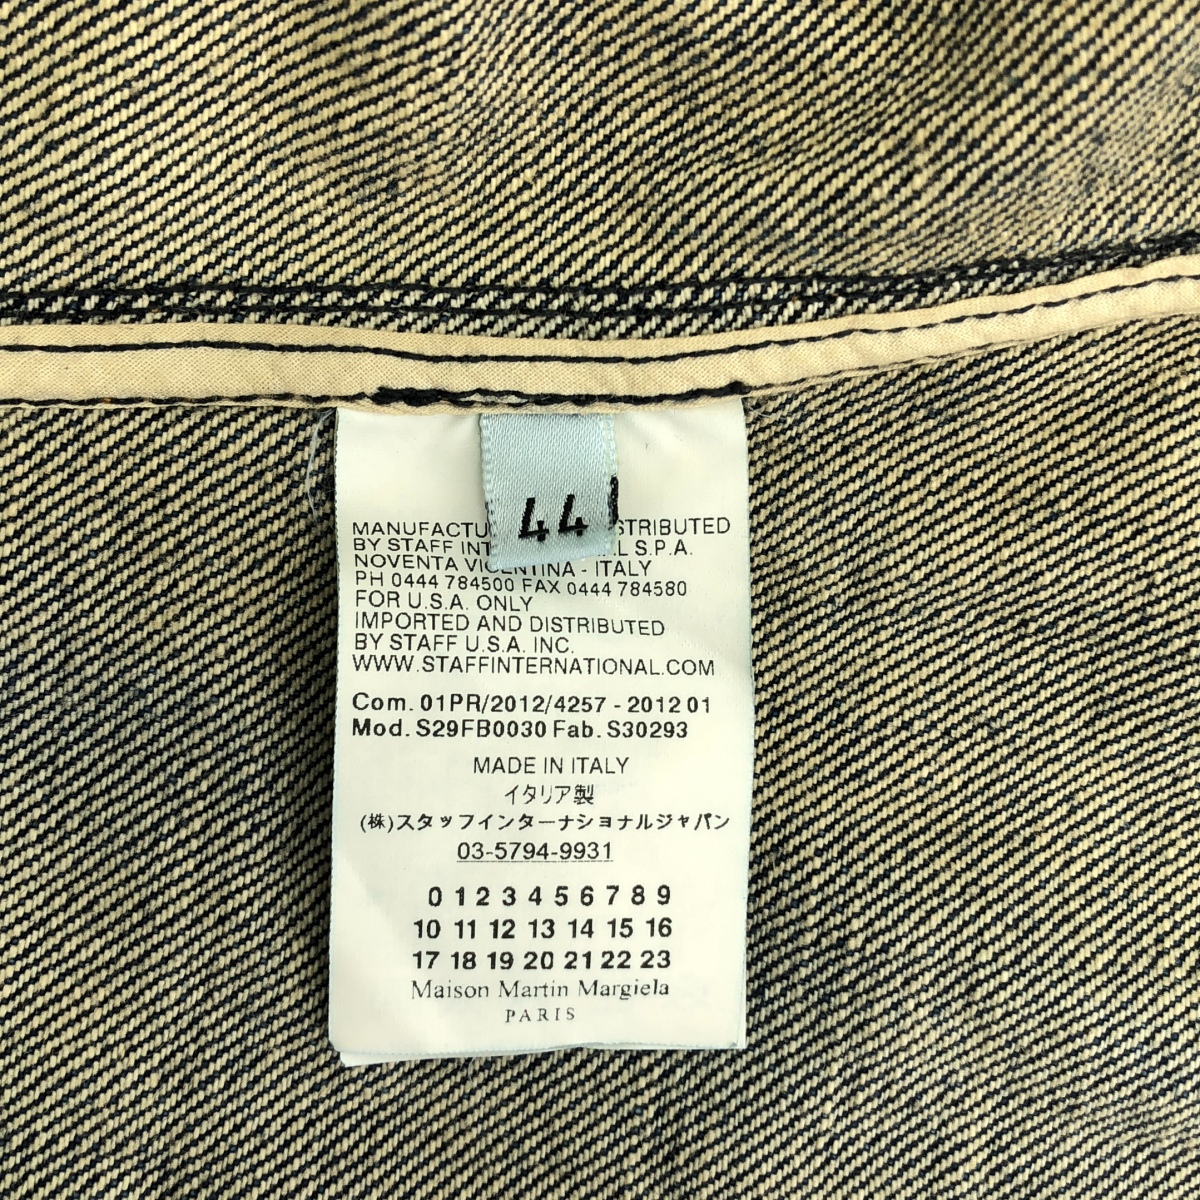 44
MANUFACTU TRIBUTED
BY STAFF INT L S.P.A.
NOVENTA VICENTINA - ITALY
PH 0444 784500 FAX 0444 784580
FOR U.S.A. ONLY
IMPORTED AND DISTRIBUTED
BY STAFF U.S.A. INC.
WWW.STAFFINTERNATIONAL.COM
Com. 01PR/2012/4257 - 2012 01
Mod. S29FB0030 Fab. S30293
MADE IN ITALY
イタリア製
(株)スタッフインターナショナルジャパン
03-5794-9931
0 1 2 3 4 5 6 7 8 9
10 11 12 13 14 15 16
17 18 19 20 21 22 23
Maison Martin Margiela
PARIS